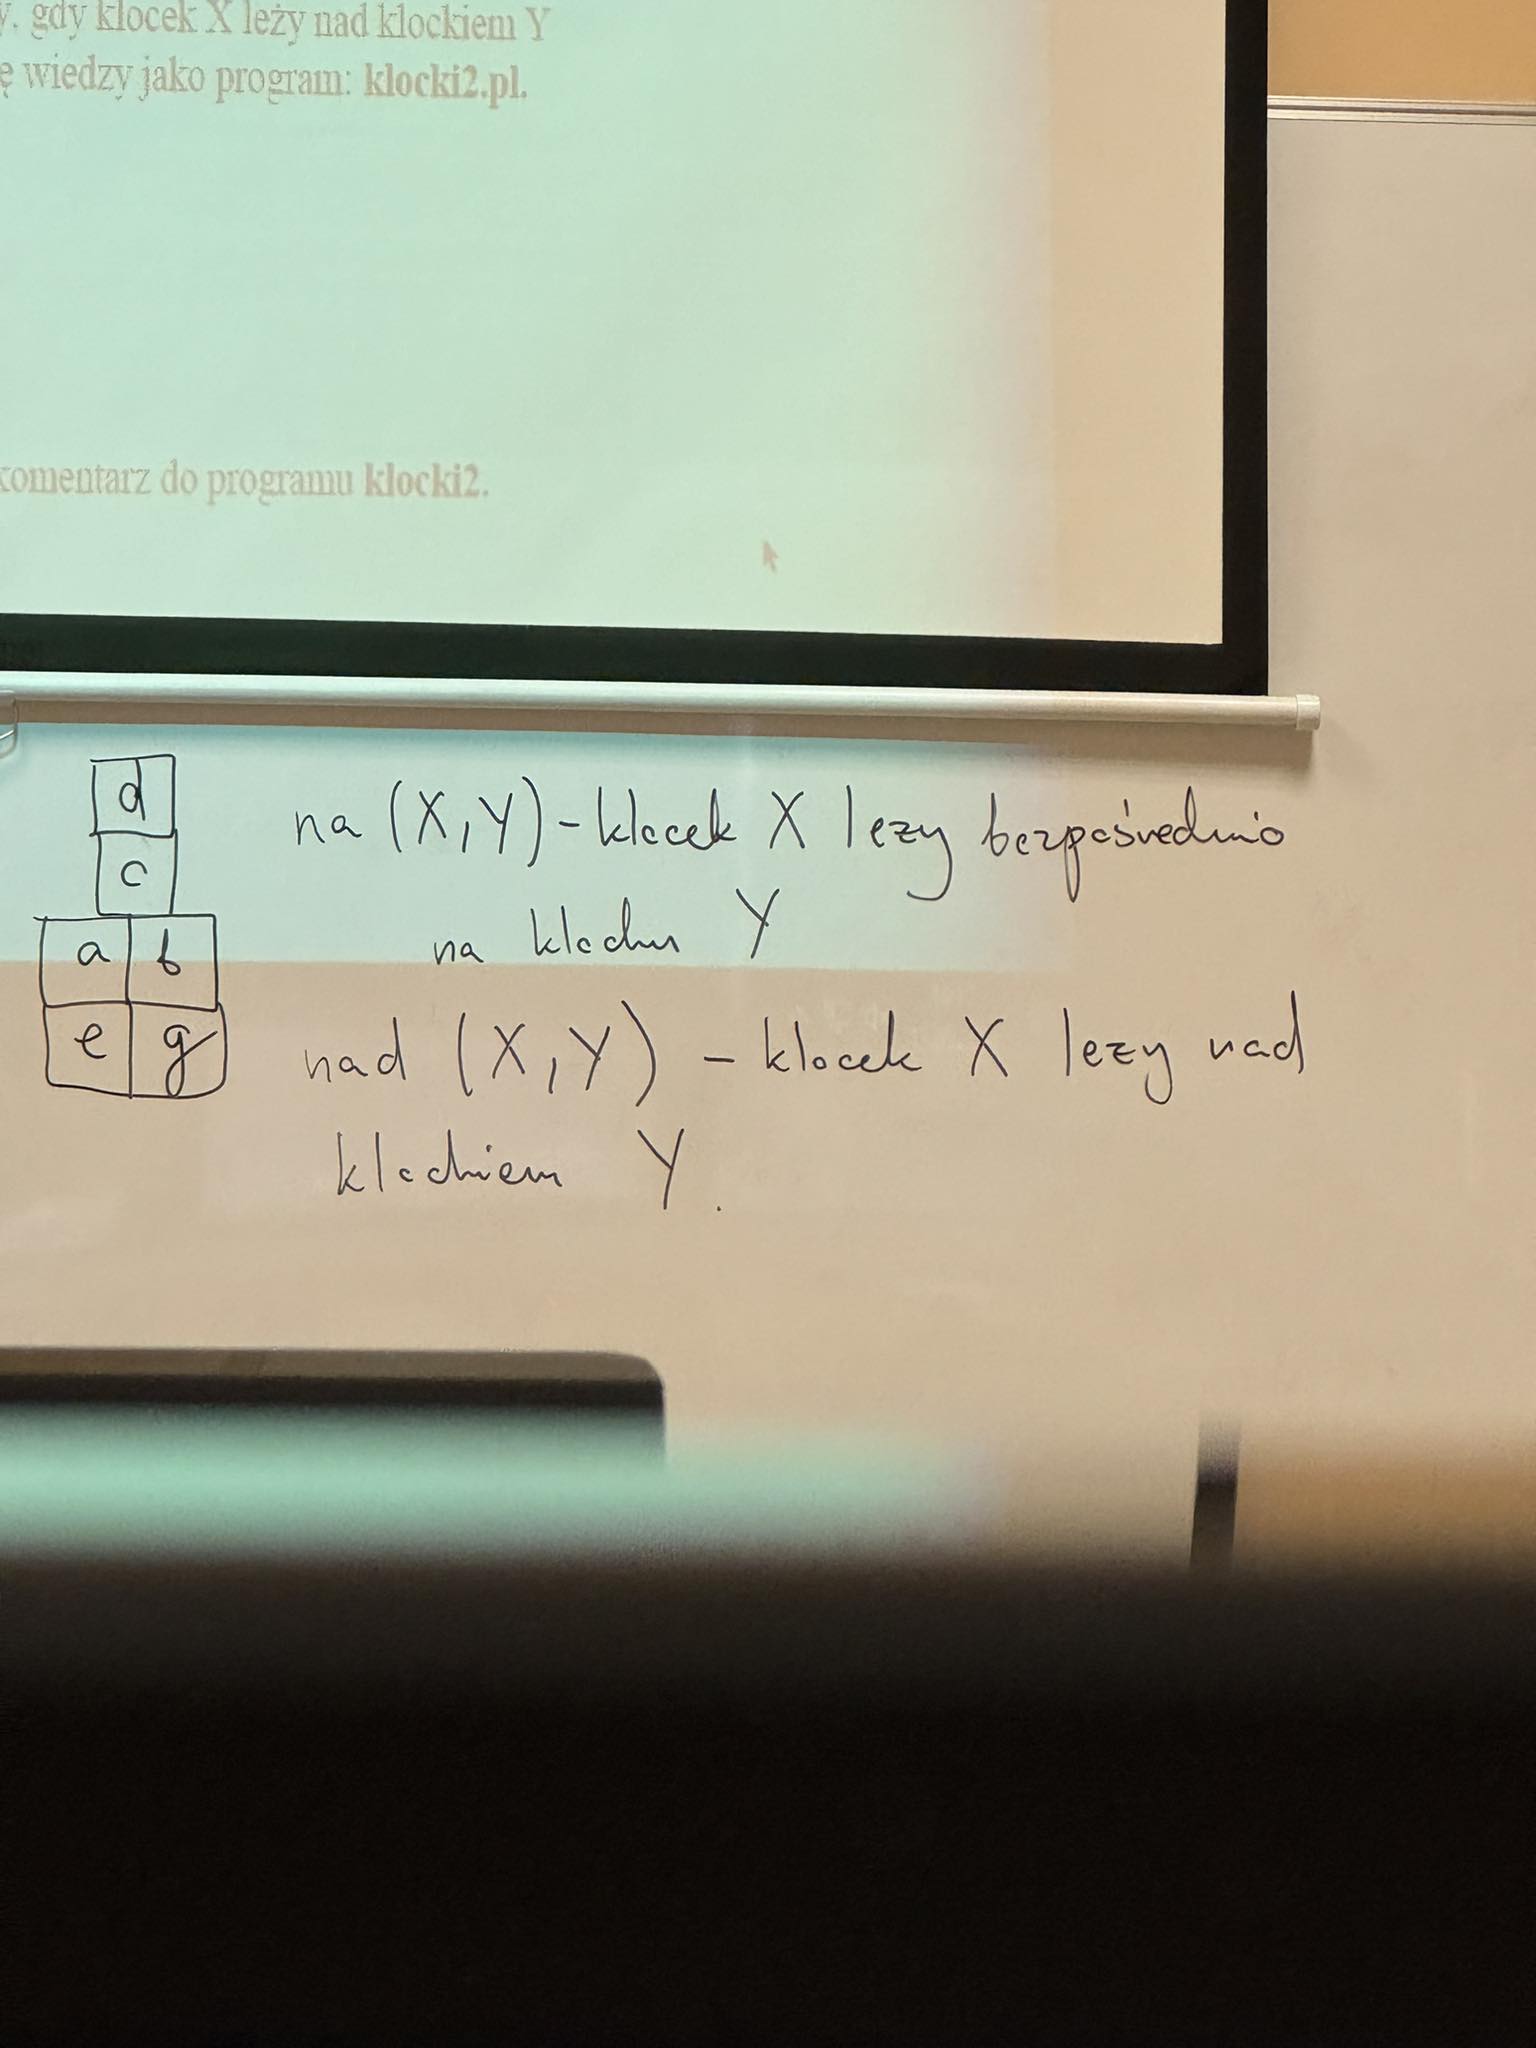 y. gdy klocek X leży nad klockiem Y
ę wiedzy jako program: klocki2.pl.
komentarz do programu klocki2.
d
c
a b
e g
na (X, Y) - klocek X lezy bezpośrednio
na klocku Y
nad (X, Y) - klocek X lezy nad
klockiem Y.